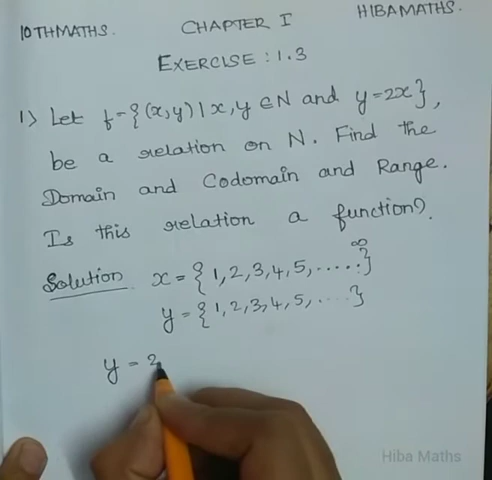 10THMATHS. CHAPTER I HIBAMATHS.
EXERCISE : 1.3
1) Let f = {(x,y) | x,y ∈ N and y = 2x},
be a relation on N. Find the
Domain and Codomain and Range.
Is this relation a function?.
Solution x = {1,2,3,4,5,.....∞}
y = {1,2,3,4,5,....}
y = 2
Hiba Maths